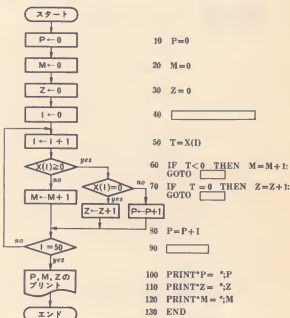 スタート
P←0
M←0
Z←0
I←0
I←I+1
X(I)≧0
yes
no
X(I)=0
yes
no
M←M+1
Z←Z+1
P←P+1
no
I=50
yes
P, M, Zの
プリント
エンド
10 P=0
20 M=0
30 Z=0
40
50 T=X(I)
60 IF T<0 THEN M=M+1:
GOTO
70 IF T=0 THEN Z=Z+1:
GOTO
80 P=P+1
90
100 PRINT"P= ";P
110 PRINT"Z= ";Z
120 PRINT"M= ";M
130 END